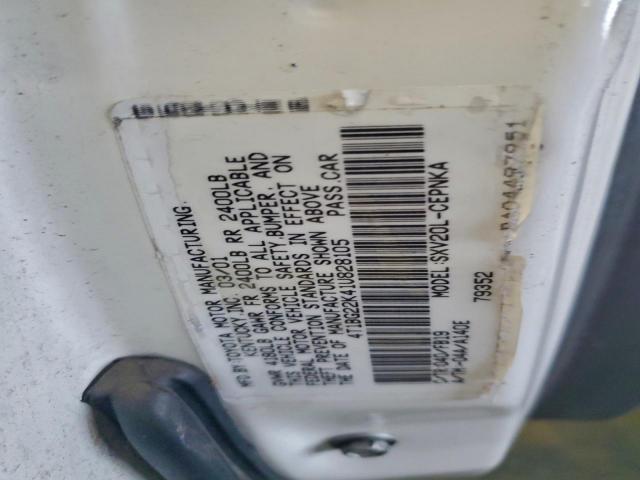 MFD.BY:TOYOTA MOTOR MANUFACTURING.
KENTUCKY,INC. 03/01
GVWR 4180LB GAWR FR 2400LB RR 2400LB
THIS VEHICLE CONFORMS TO ALL APPLICABLE
FEDERAL MOTOR VEHICLE SAFETY,BUMPER, AND
THEFT PREVENTION STANDARDS IN EFFECT ON
THE DATE OF MANUFACTURE SHOWN ABOVE
4T1BG22K41U828105 PASS.CAR
MODEL:SXV20L-CEPNKA
C/TR:040/FB19
A/TM:-04A/A140E
79352